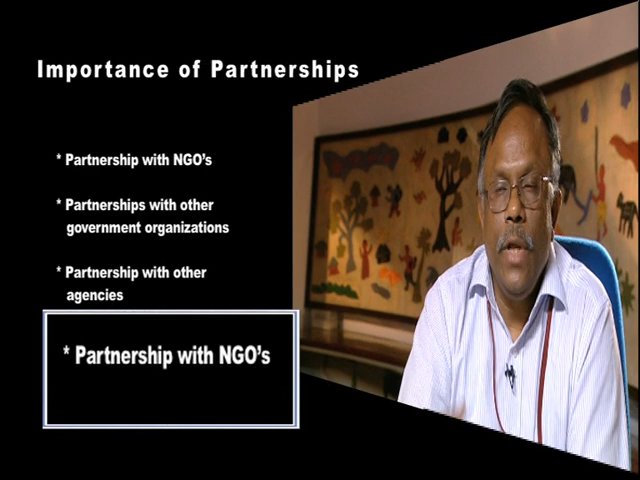 Importance of Partnerships
* Partnership with NGO's
* Partnerships with other
government organizations
* Partnership with other
agencies
* Partnership with NGO's